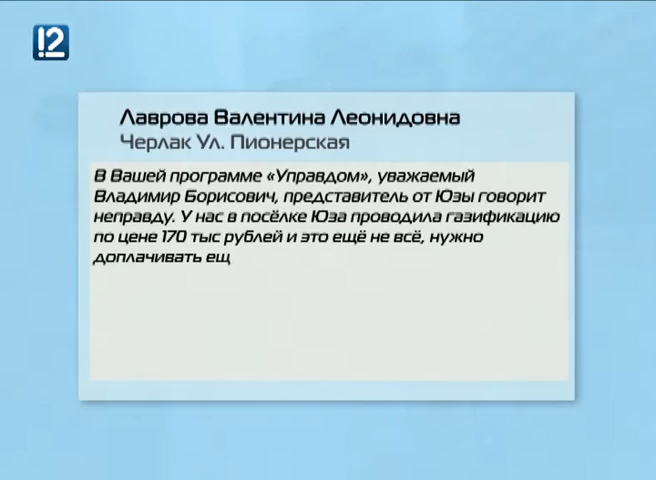 12
Лаврова Валентина Леонидовна
Черлак Ул. Пионерская
В Вашей программе «Управдом», уважаемый
Владимир Борисович, представитель от Юзы говорит
неправду. У нас в посёлке Юза проводила газификацию
по цене 170 тыс рублей и это ещё не всё, нужно
доплачивать ещ